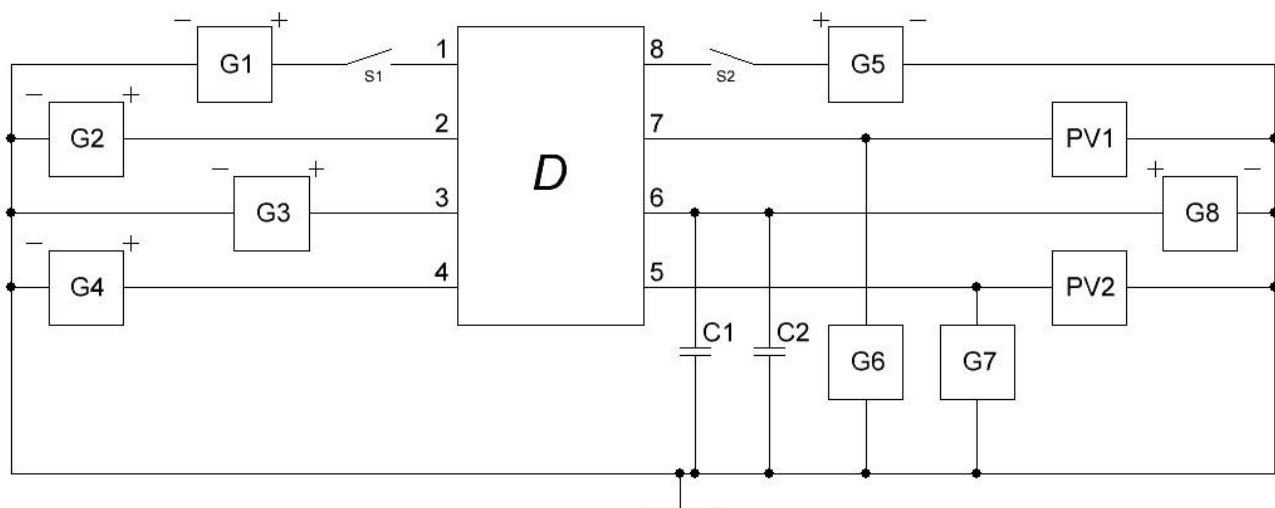 − + + −
G1 1 8 G5
S1 S2
− +
G2 2 7 PV1
D
− + + −
G3 3 6 G8
− +
G4 4 5 PV2
C1 C2
G6 G7